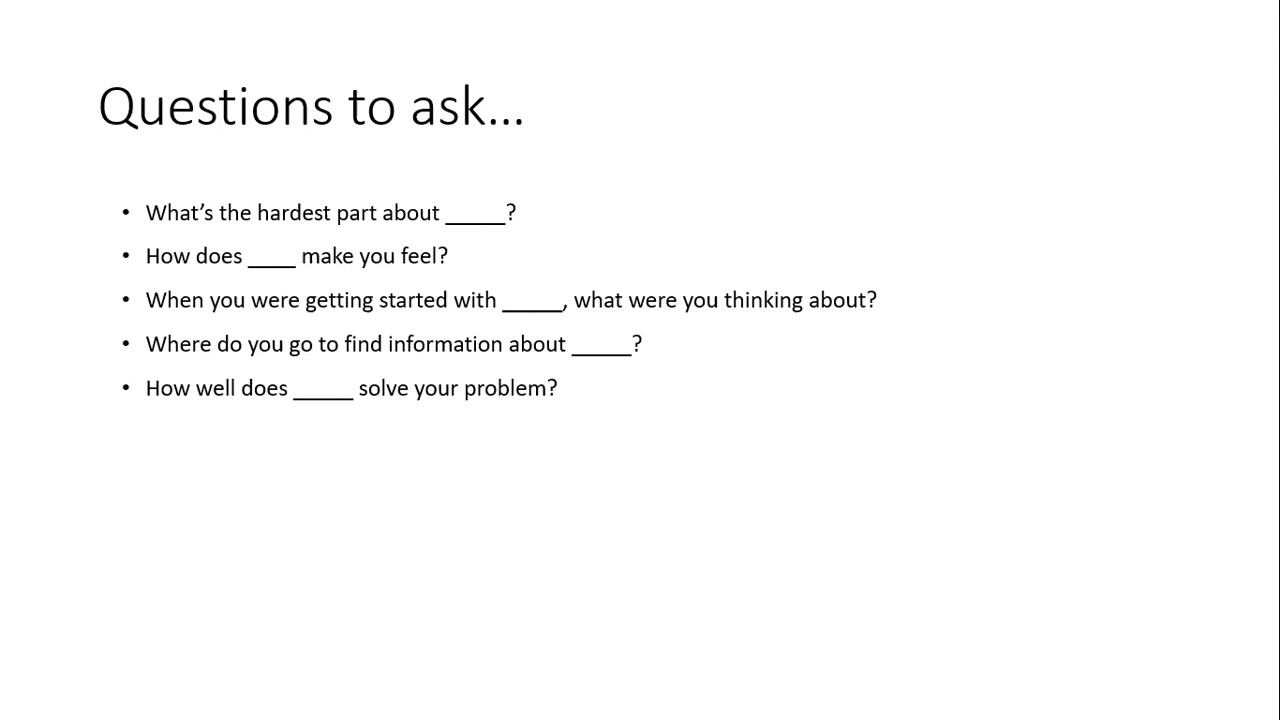 Questions to ask...
• What’s the hardest part about _____?
• How does ____ make you feel?
• When you were getting started with _____, what were you thinking about?
• Where do you go to find information about _____?
• How well does _____ solve your problem?